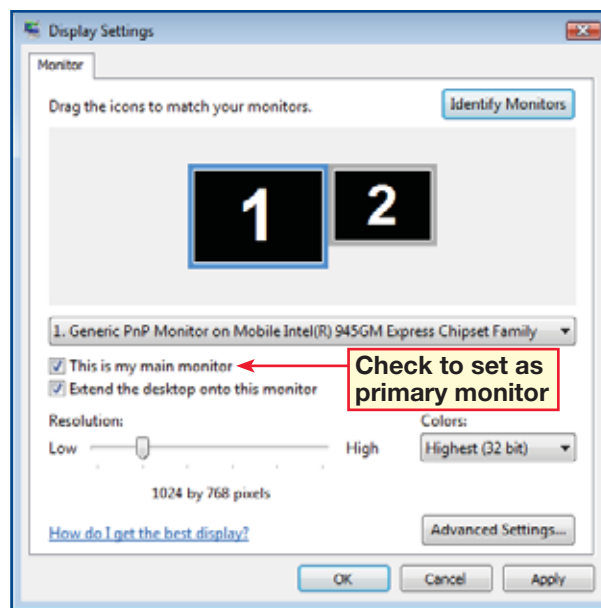 Display Settings
Monitor
Drag the icons to match your monitors.
Identify Monitors
1
2
1. Generic PnP Monitor on Mobile Intel(R) 945GM Express Chipset Family
This is my main monitor
Check to set as
primary monitor
Extend the desktop onto this monitor
Resolution:
Colors:
Low
High
Highest (32 bit)
1024 by 768 pixels
How do I get the best display?
Advanced Settings...
OK
Cancel
Apply